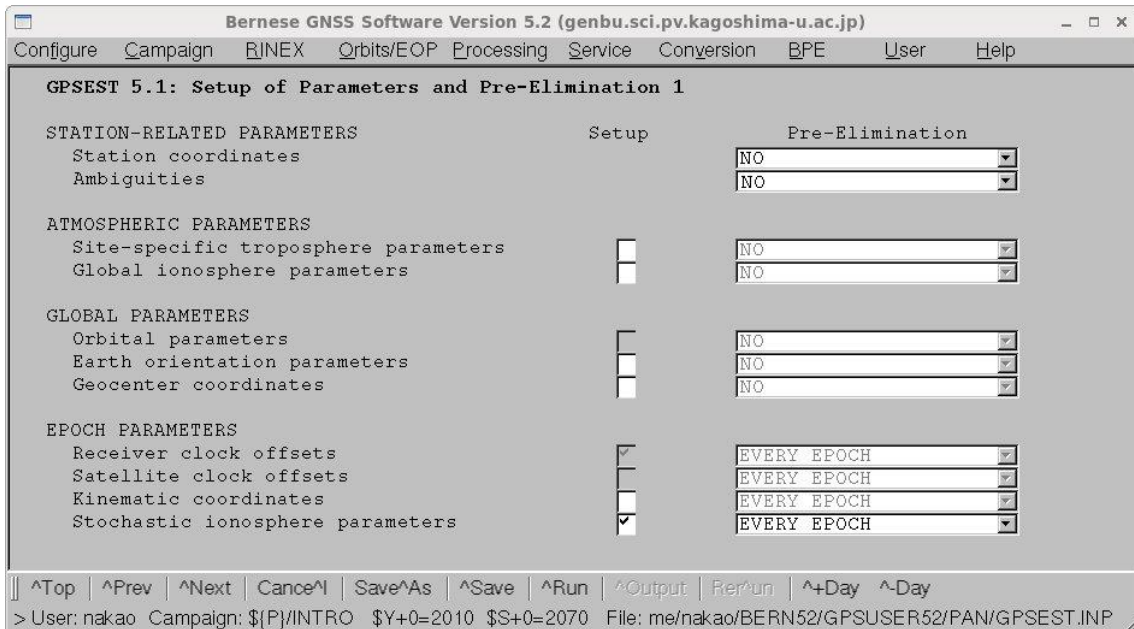 Bernese GNSS Software Version 5.2 (genbu.sci.pv.kagoshima-u.ac.jp)
Configure Campaign RINEX Orbits/EOP Processing Service Conversion BPE User Help
GPSEST 5.1: Setup of Parameters and Pre-Elimination 1
STATION-RELATED PARAMETERS Setup Pre-Elimination
Station coordinates NO
Ambiguities NO
ATMOSPHERIC PARAMETERS
Site-specific troposphere parameters NO
Global ionosphere parameters NO
GLOBAL PARAMETERS
Orbital parameters NO
Earth orientation parameters NO
Geocenter coordinates NO
EPOCH PARAMETERS
Receiver clock offsets EVERY EPOCH
Satellite clock offsets EVERY EPOCH
Kinematic coordinates EVERY EPOCH
Stochastic ionosphere parameters EVERY EPOCH
^Top | ^Prev | ^Next | Cance^l | Save^As | ^Save | ^Run | ^Output | Rer^un | ^+Day ^-Day
> User: nakao Campaign: ${P}/INTRO $Y+0=2010 $S+0=2070 File: me/nakao/BERN52/GPSUSER52/PAN/GPSEST.INP